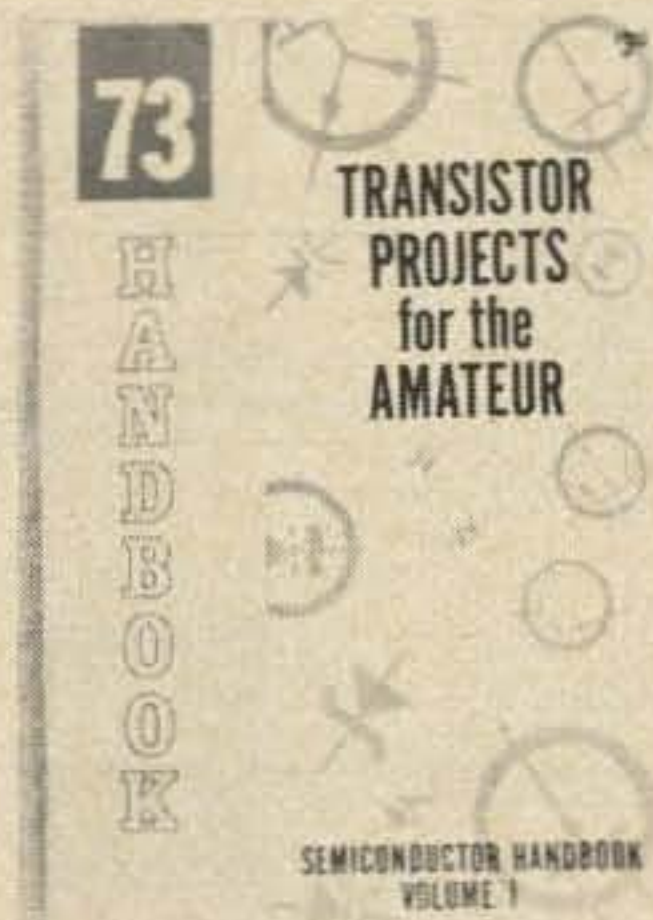 73
HANDBOOK
TRANSISTOR
PROJECTS
for the
AMATEUR
SEMICONDUCTOR HANDBOOK
VOLUME 1